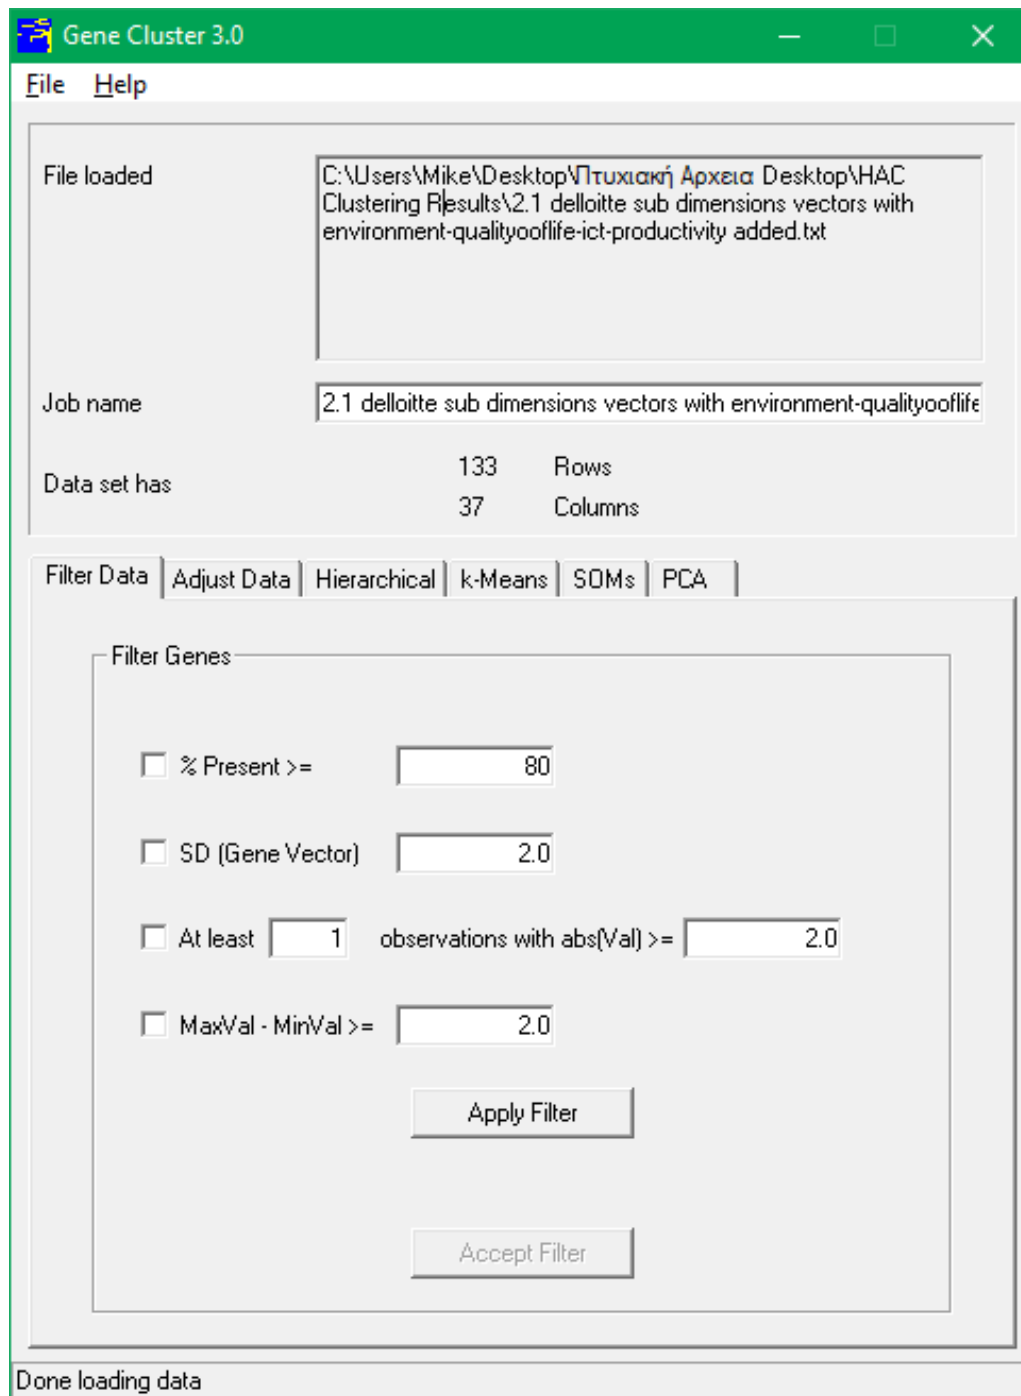 Gene Cluster 3.0
File Help
File loaded
C:\Users\Mike\Desktop\Πτυχιακή Αρχεια Desktop\HAC
Clustering Results\2.1 delloitte sub dimensions vectors with
environment-qualityooflife-ict-productivity added.txt
Job name
2.1 delloitte sub dimensions vectors with environment-qualityooflife
Data set has
133 Rows
37 Columns
Filter Data Adjust Data Hierarchical k-Means SOMs PCA
Filter Genes
% Present >= 80
SD (Gene Vector) 2.0
At least 1 observations with abs(Val) >= 2.0
MaxVal - MinVal >= 2.0
Apply Filter
Accept Filter
Done loading data